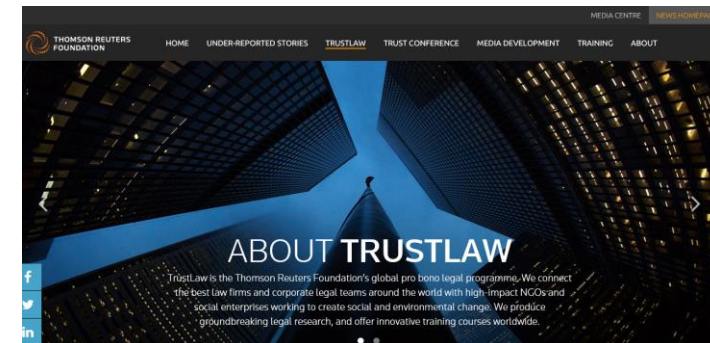 MEDIA CENTRE
THOMSON REUTERS
FOUNDATION
HOME UNDER-REPORTED STORIES TRUSTLAW TRUST CONFERENCE MEDIA DEVELOPMENT TRAINING ABOUT
ABOUT TRUSTLAW
TrustLaw is the Thomson Reuters Foundation's global pro bono legal programme. We connect
the best law firms and corporate legal teams around the world with high-impact NGOs and
social enterprises working to create social and environmental change. We produce
groundbreaking legal research, and offer innovative training courses worldwide.